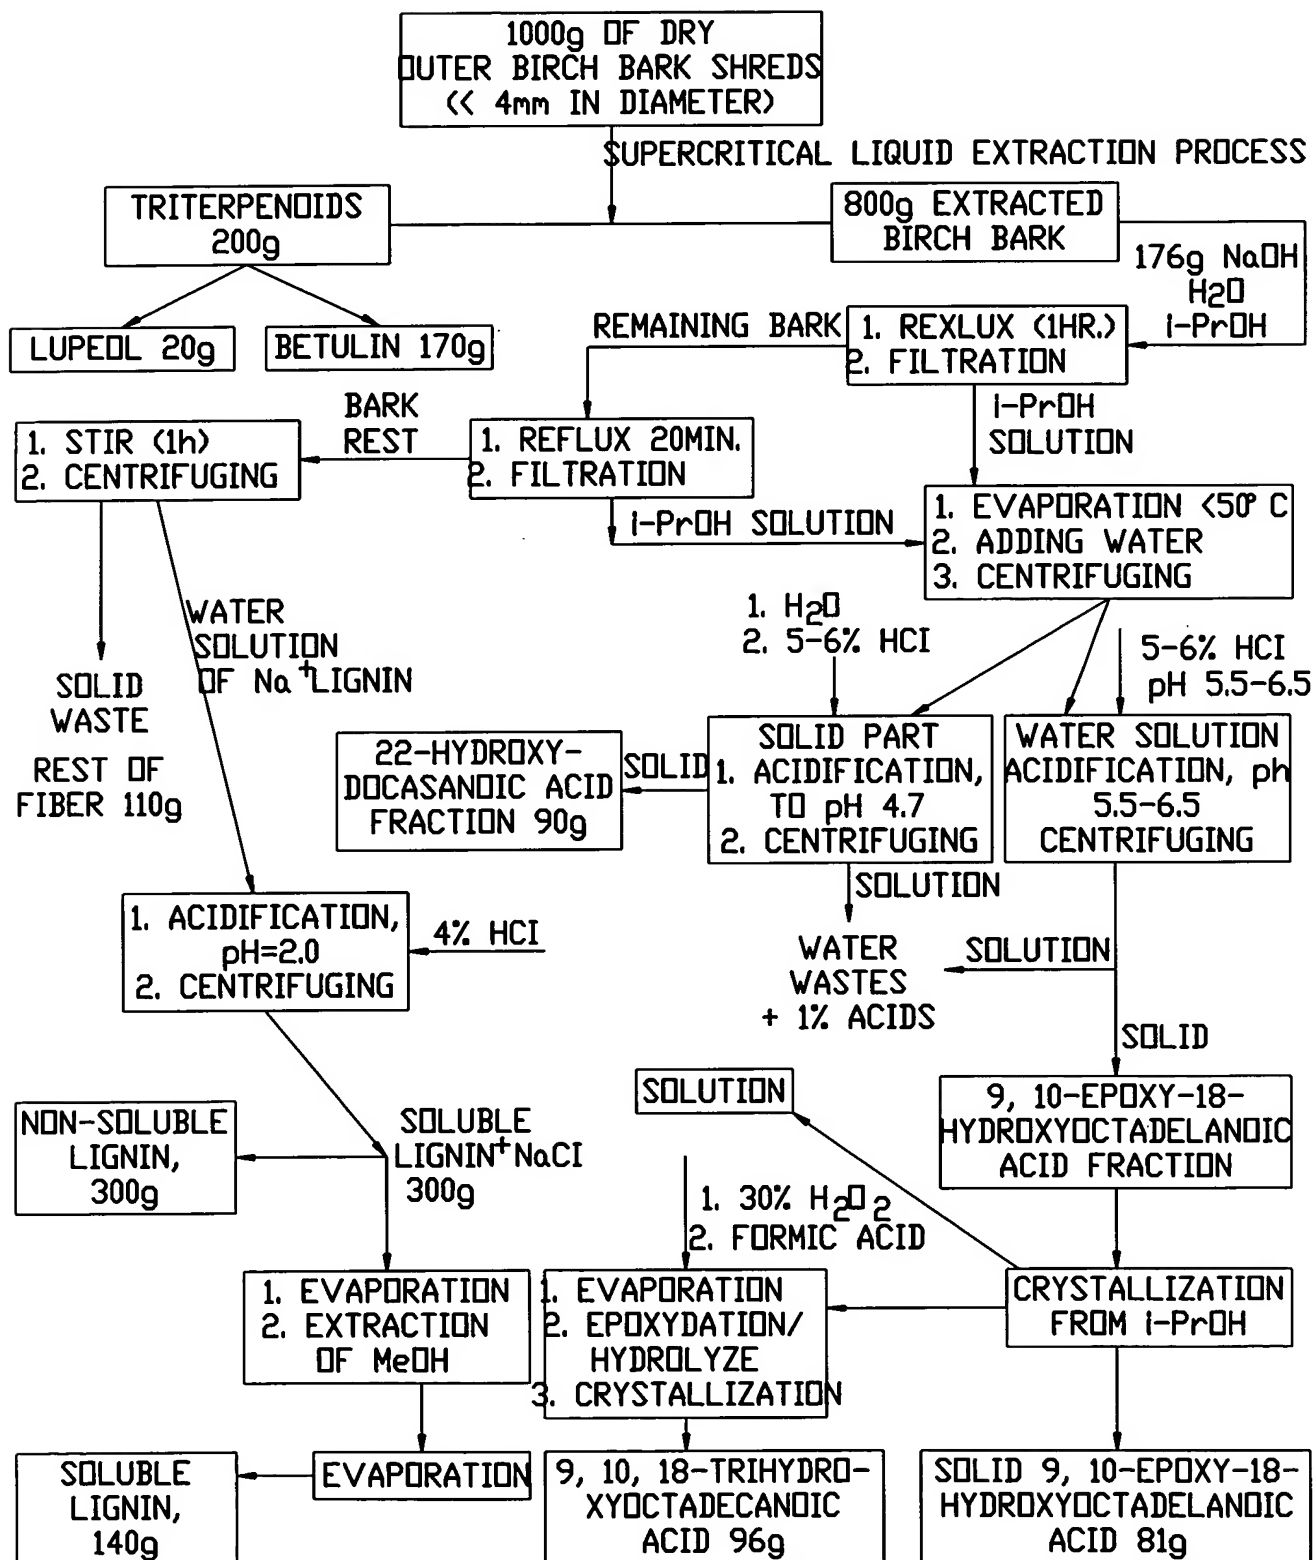 1000g OF DRY
OUTER BIRCH BARK SHREDS
(<< 4mm IN DIAMETER)
SUPERCRITICAL LIQUID EXTRACTION PROCESS
TRITERPENOIDS
200g
800g EXTRACTED
BIRCH BARK
176g NaOH
H2O
i-PrOH
LUPEOL 20g
BETULIN 170g
REMAINING BARK
1. REXLUX (1HR.)
2. FILTRATION
i-PrOH
SOLUTION
BARK
REST
1. STIR (1h)
2. CENTRIFUGING
1. REFLUX 20MIN.
2. FILTRATION
i-PrOH SOLUTION
1. EVAPORATION <50° C
2. ADDING WATER
3. CENTRIFUGING
WATER
SOLUTION
OF Na+LIGNIN
1. H2O
2. 5-6% HCl
5-6% HCl
pH 5.5-6.5
SOLID
WASTE
REST OF
FIBER 110g
22-HYDROXY-
DOCASANOIC ACID
FRACTION 90g
SOLID
SOLID PART
1. ACIDIFICATION,
TO pH 4.7
2. CENTRIFUGING
WATER SOLUTION
ACIDIFICATION, ph
5.5-6.5
CENTRIFUGING
SOLUTION
1. ACIDIFICATION,
pH=2.0
2. CENTRIFUGING
4% HCl
WATER
WASTES
+ 1% ACIDS
SOLUTION
SOLID
SOLUTION
9, 10-EPOXY-18-
HYDROXYOCTADELANOIC
ACID FRACTION
NON-SOLUBLE
LIGNIN,
300g
SOLUBLE
LIGNIN+NaCl
300g
1. 30% H2O2
2. FORMIC ACID
1. EVAPORATION
2. EXTRACTION
OF MeOH
1. EVAPORATION
2. EPOXYDATION/
HYDROLYZE
3. CRYSTALLIZATION
CRYSTALLIZATION
FROM i-PrOH
SOLUBLE
LIGNIN,
140g
EVAPORATION
9, 10, 18-TRIHYDRO-
XYOCTADECANOIC
ACID 96g
SOLID 9, 10-EPOXY-18-
HYDROXYOCTADELANOIC
ACID 81g